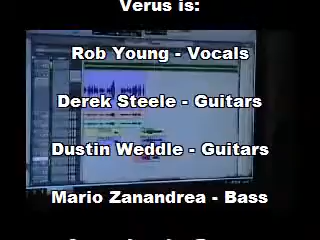 Verus is:
Rob Young - Vocals
Derek Steele - Guitars
Dustin Weddle - Guitars
Mario Zanandrea - Bass